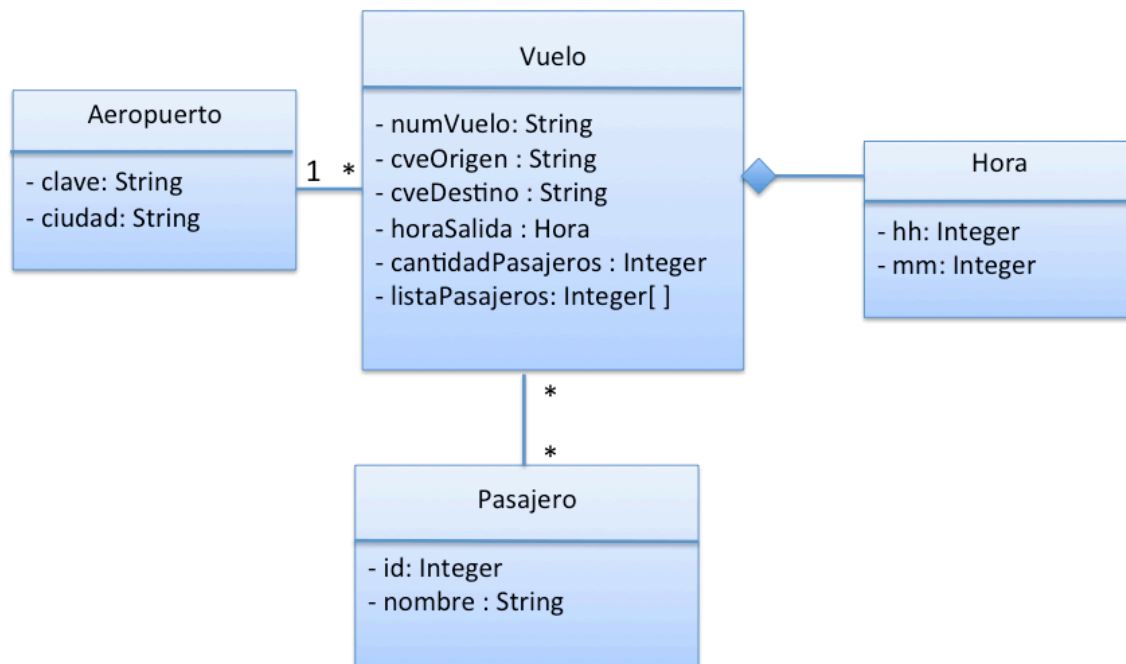 Aeropuerto
- clave: String
- ciudad: String
1 *
Vuelo
- numVuelo: String
- cveOrigen : String
- cveDestino : String
- horaSalida : Hora
- cantidadPasajeros : Integer
- listaPasajeros: Integer[ ]
Hora
- hh: Integer
- mm: Integer
*
*
Pasajero
- id: Integer
- nombre : String